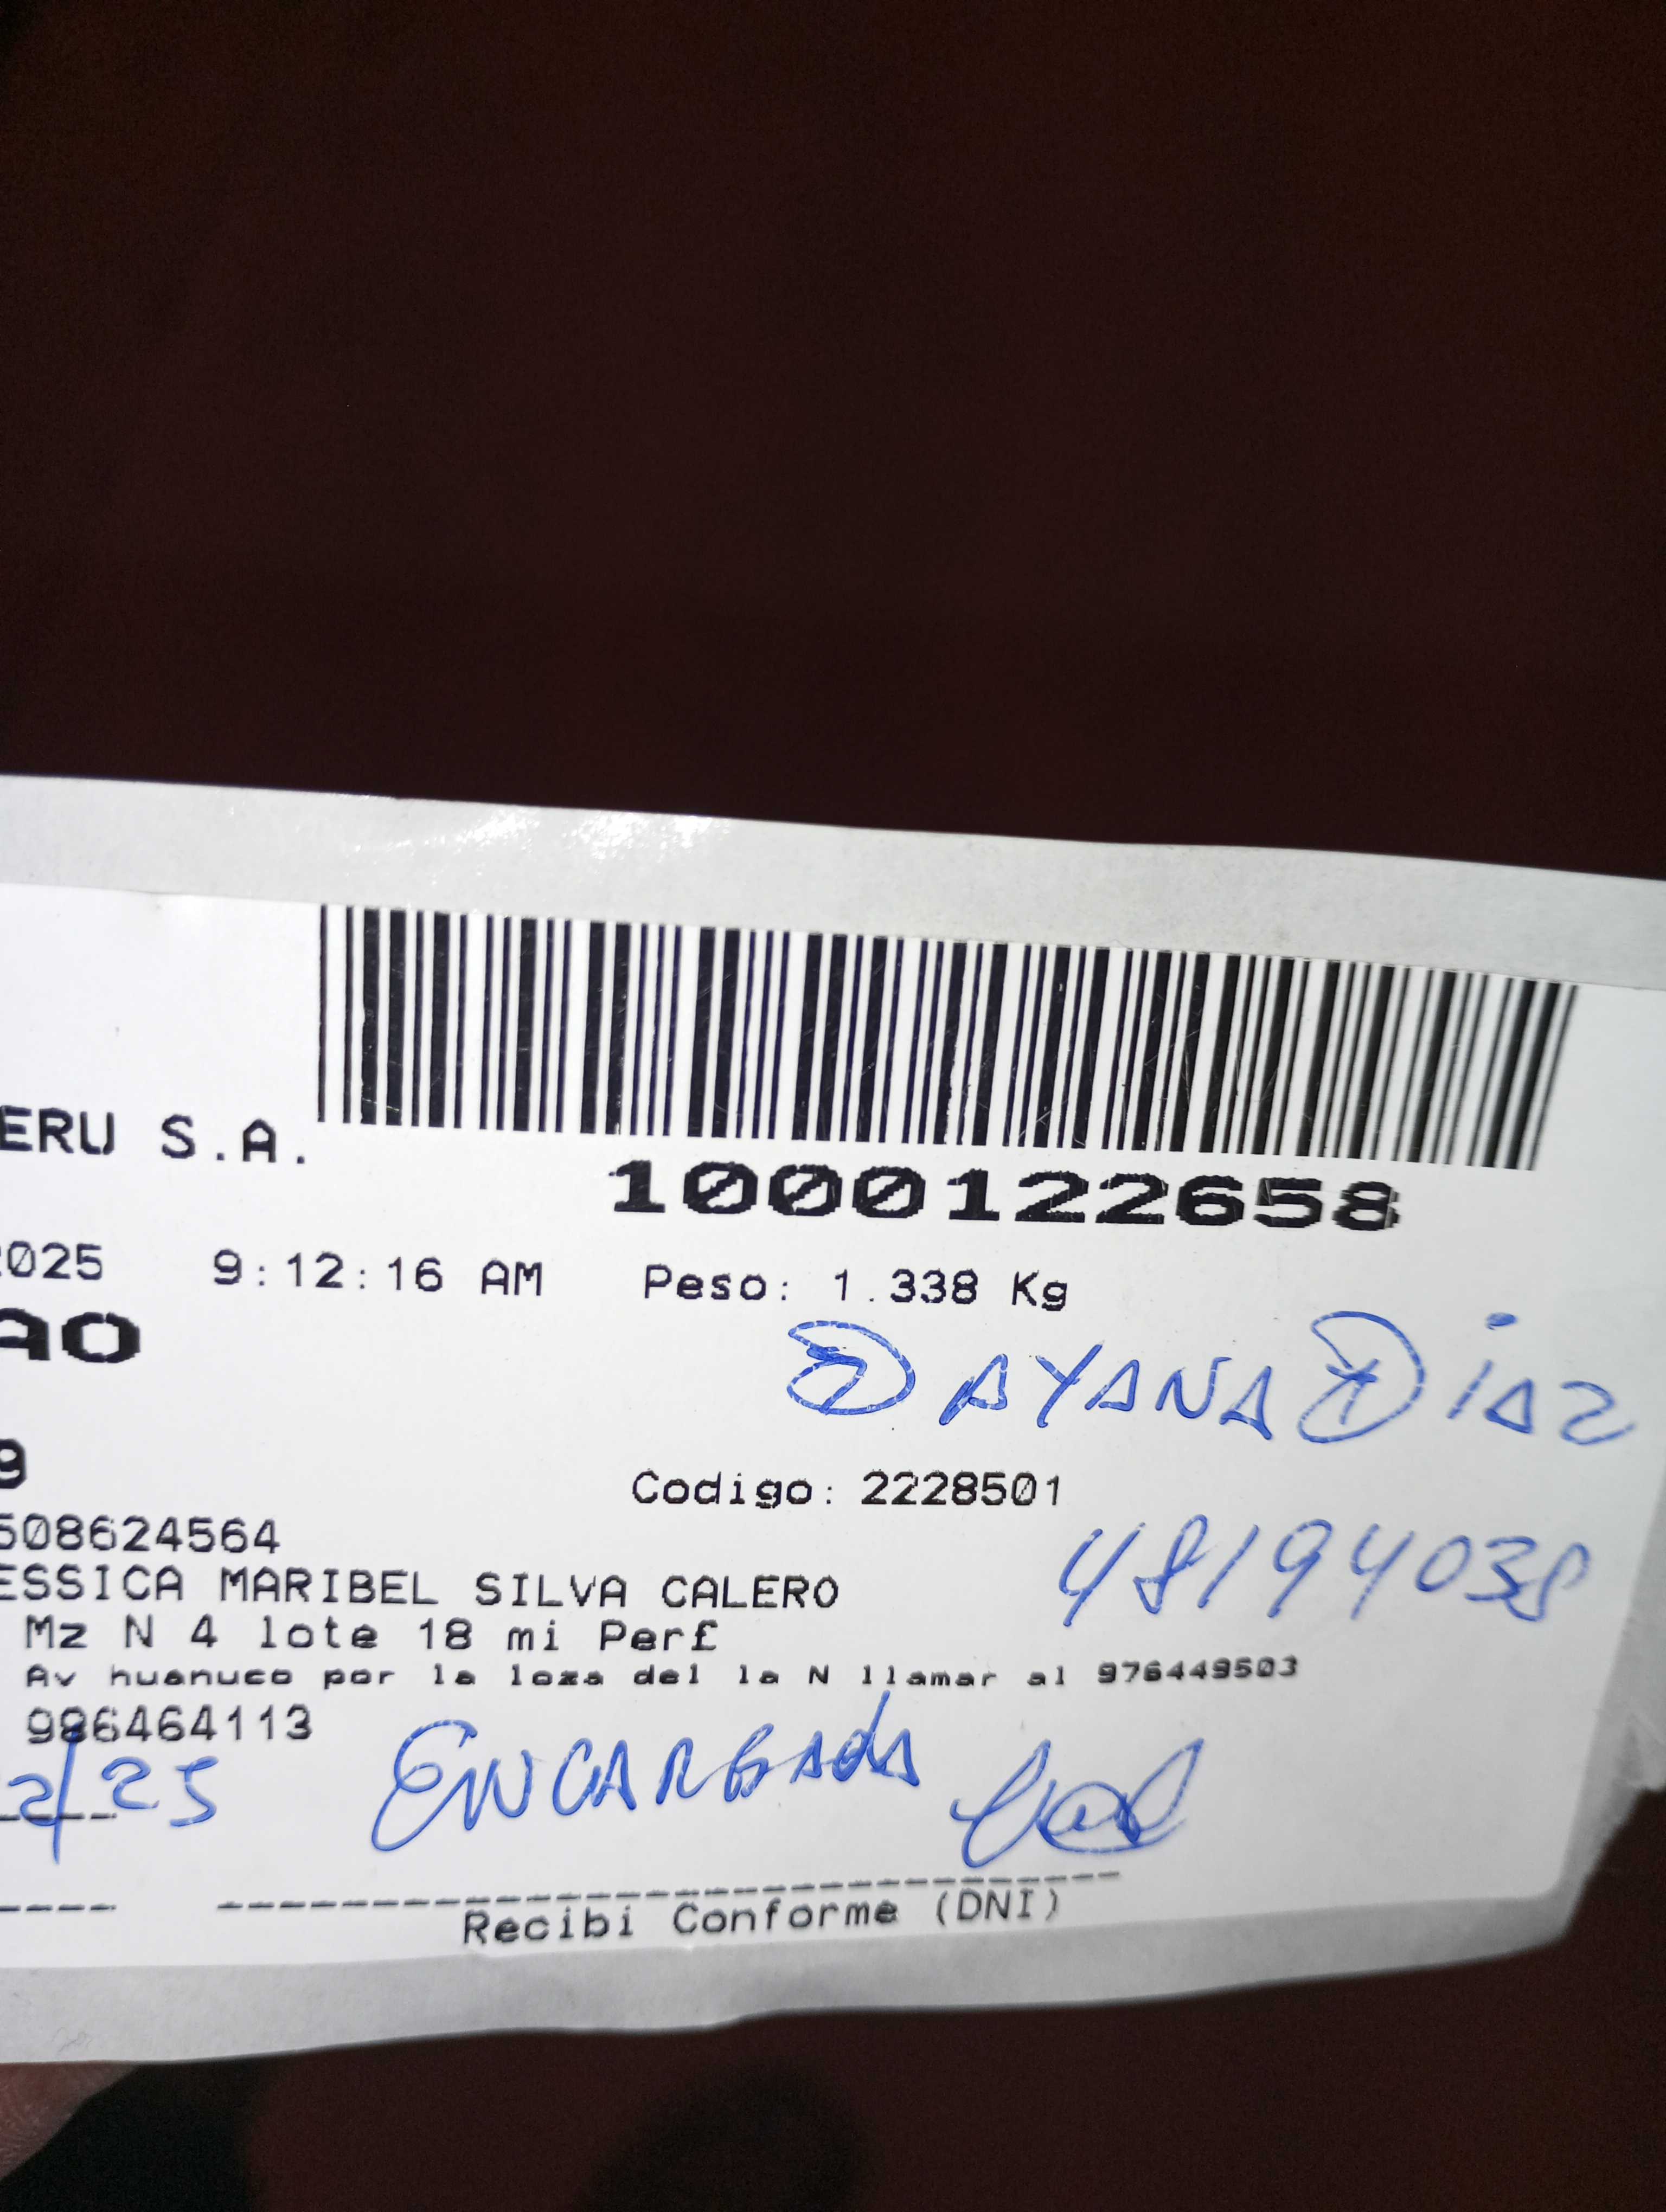 ERU S.A.
1000122658
2025 9:12:16 AM Peso: 1.338 Kg
AO
DAYANA DiAZ
9
Codigo: 2228501
508624564
48194038
ESSICA MARIBEL SILVA CALERO
Mz N 4 lote 18 mi Per£
Av huanuco por la loza del la N llamar al 976449503
986464113
2/25 ENCARGAdA
Recibi Conforme (DNI)